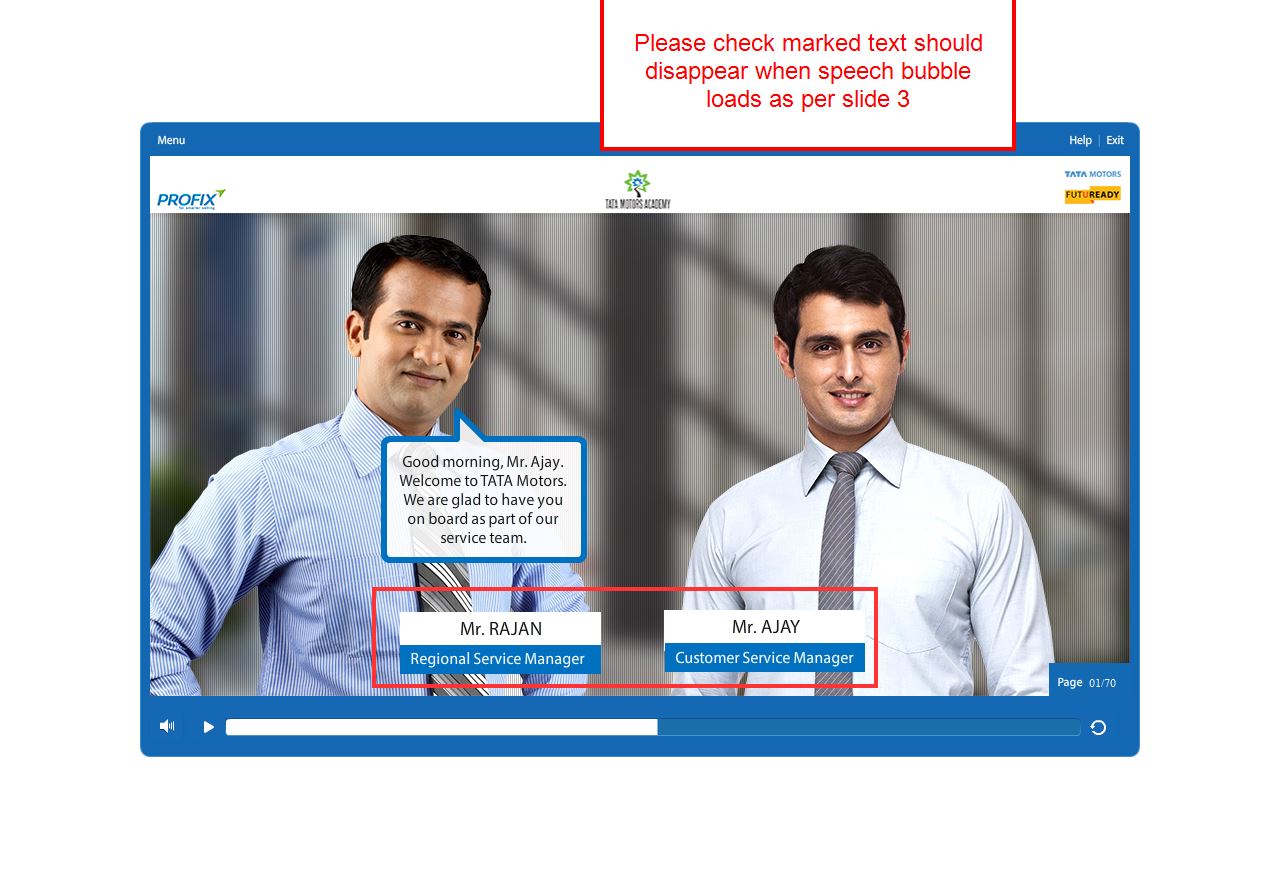 Please check marked text should
disappear when speech bubble
loads as per slide 3
Menu
Help | Exit
PROFIX
for smarter selling
TATA MOTORS ACADEMY
TATA MOTORS
FUTUREADY
Good morning, Mr. Ajay.
Welcome to TATA Motors.
We are glad to have you
on board as part of our
service team.
Mr. RAJAN
Regional Service Manager
Mr. AJAY
Customer Service Manager
Page 01/70